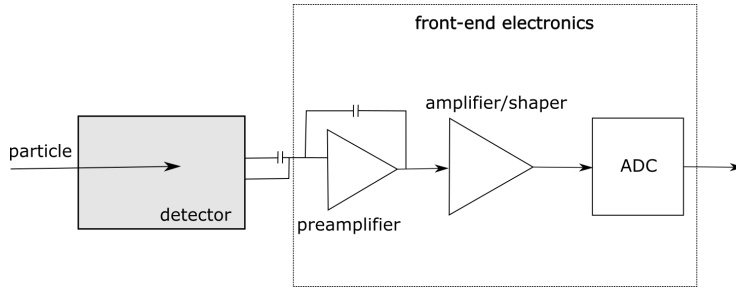 front-end electronics
amplifier/shaper
particle
ADC
detector
preamplifier